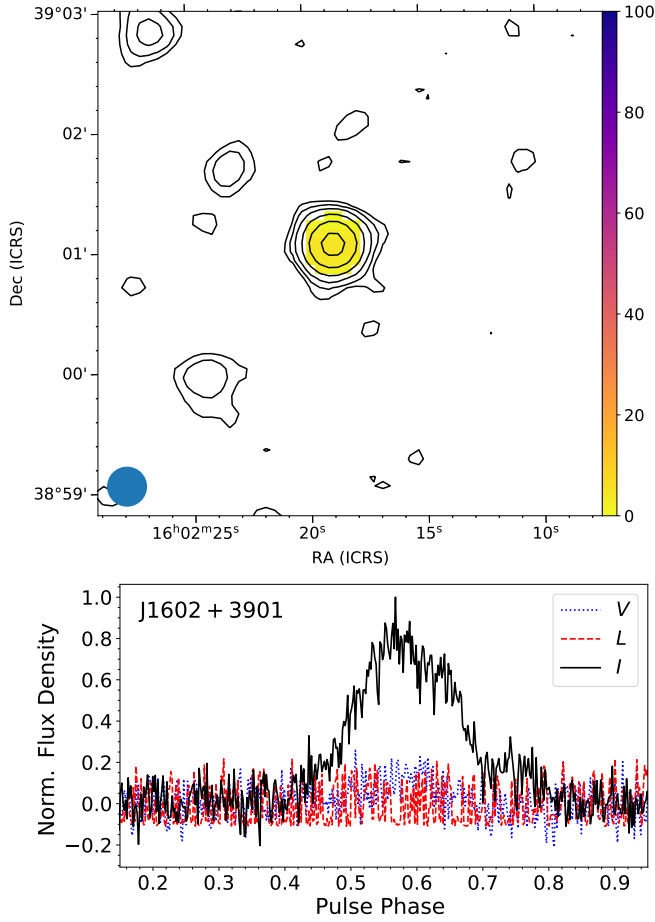 39°03'
02'
01'
00'
38°59'
Dec (ICRS)
16ʰ02ᵐ25ˢ
20ˢ
15ˢ
10ˢ
RA (ICRS)
100
80
60
40
20
0
J1602 + 3901
V
L
I
1.0
0.8
0.6
0.4
0.2
0.0
−0.2
Norm. Flux Density
0.2
0.3
0.4
0.5
0.6
0.7
0.8
0.9
Pulse Phase